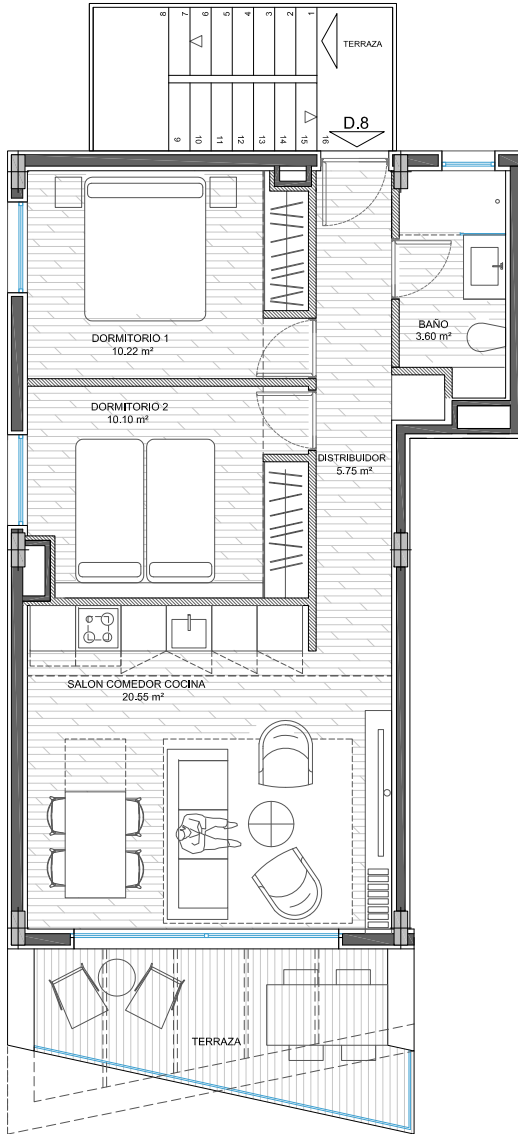 8 7 6 5 4 3 2 1
TERRAZA
9 10 11 12 13 14 15 16
D.8
DORMITORIO 1
10.22 m²
BAÑO
3.60 m²
DORMITORIO 2
10.10 m²
DISTRIBUIDOR
5.75 m²
SALON COMEDOR COCINA
20.55 m²
TERRAZA